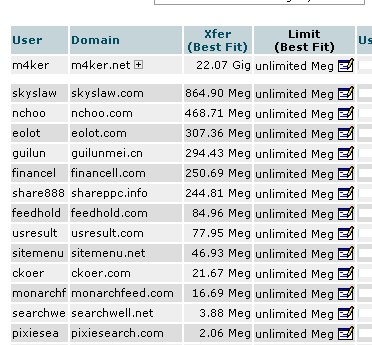 User Domain Xfer (Best Fit) Limit (Best Fit) Us
m4ker m4ker.net 22.07 Gig unlimited Meg
skyslaw skyslaw.com 864.90 Meg unlimited Meg
nchoo nchoo.com 468.71 Meg unlimited Meg
eolot eolot.com 307.36 Meg unlimited Meg
guilun guilunmei.cn 294.43 Meg unlimited Meg
financel financell.com 250.69 Meg unlimited Meg
share888 shareppc.info 244.81 Meg unlimited Meg
feedhold feedhold.com 84.96 Meg unlimited Meg
usresult usresult.com 77.95 Meg unlimited Meg
sitemenu sitemenu.net 46.93 Meg unlimited Meg
ckoer ckoer.com 21.67 Meg unlimited Meg
monarchf monarchfeed.com 16.69 Meg unlimited Meg
searchwe searchwell.net 3.88 Meg unlimited Meg
pixiesea pixiesearch.com 2.06 Meg unlimited Meg